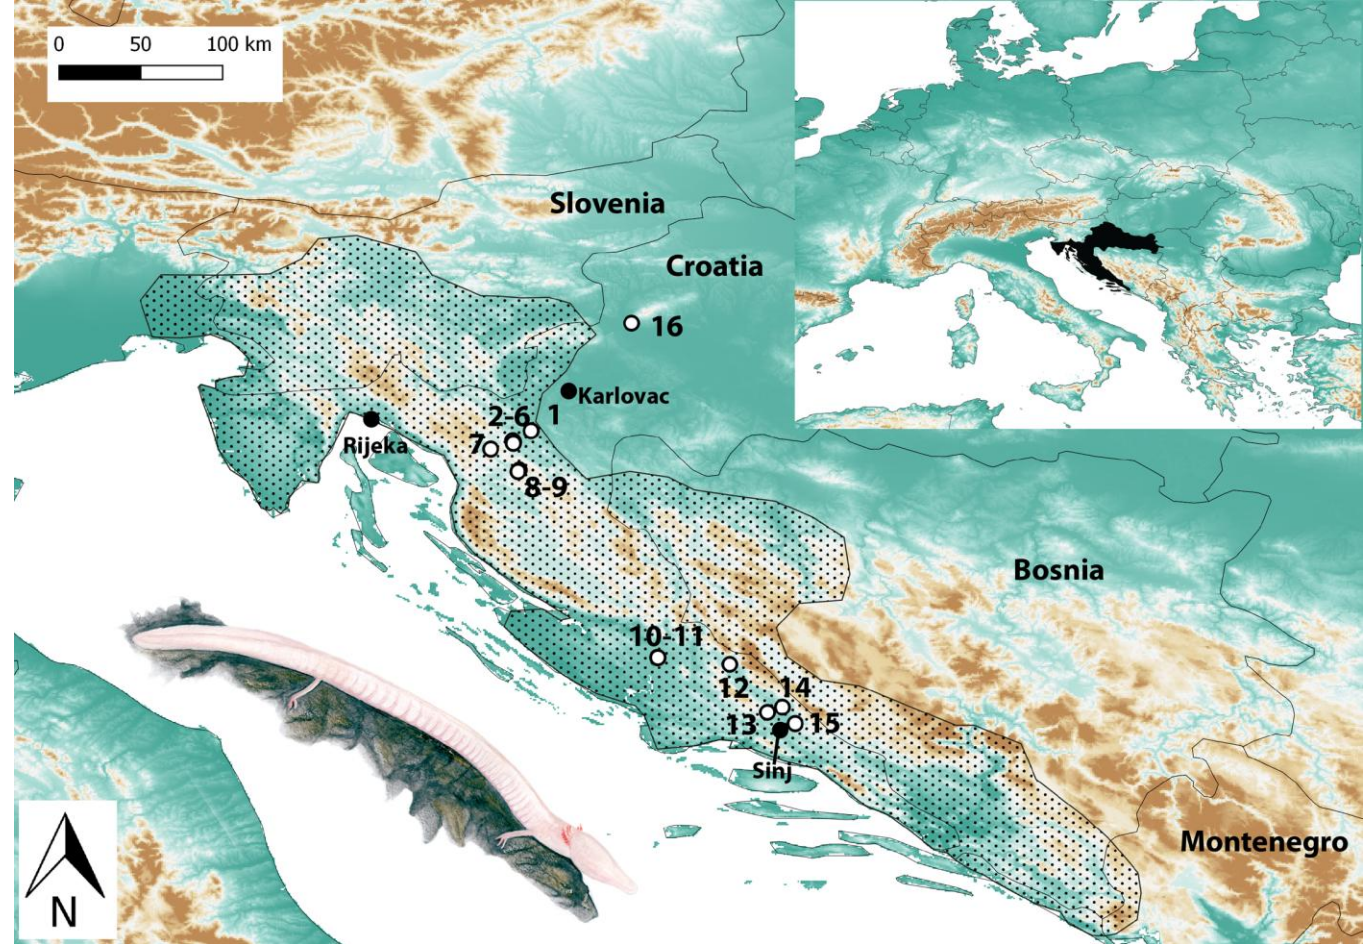 0 50 100 km
Slovenia
Croatia
16
Karlovac
1
2-6
Rijeka
7
8-9
Bosnia
10-11
12
14
13
15
Sinj
Montenegro
N